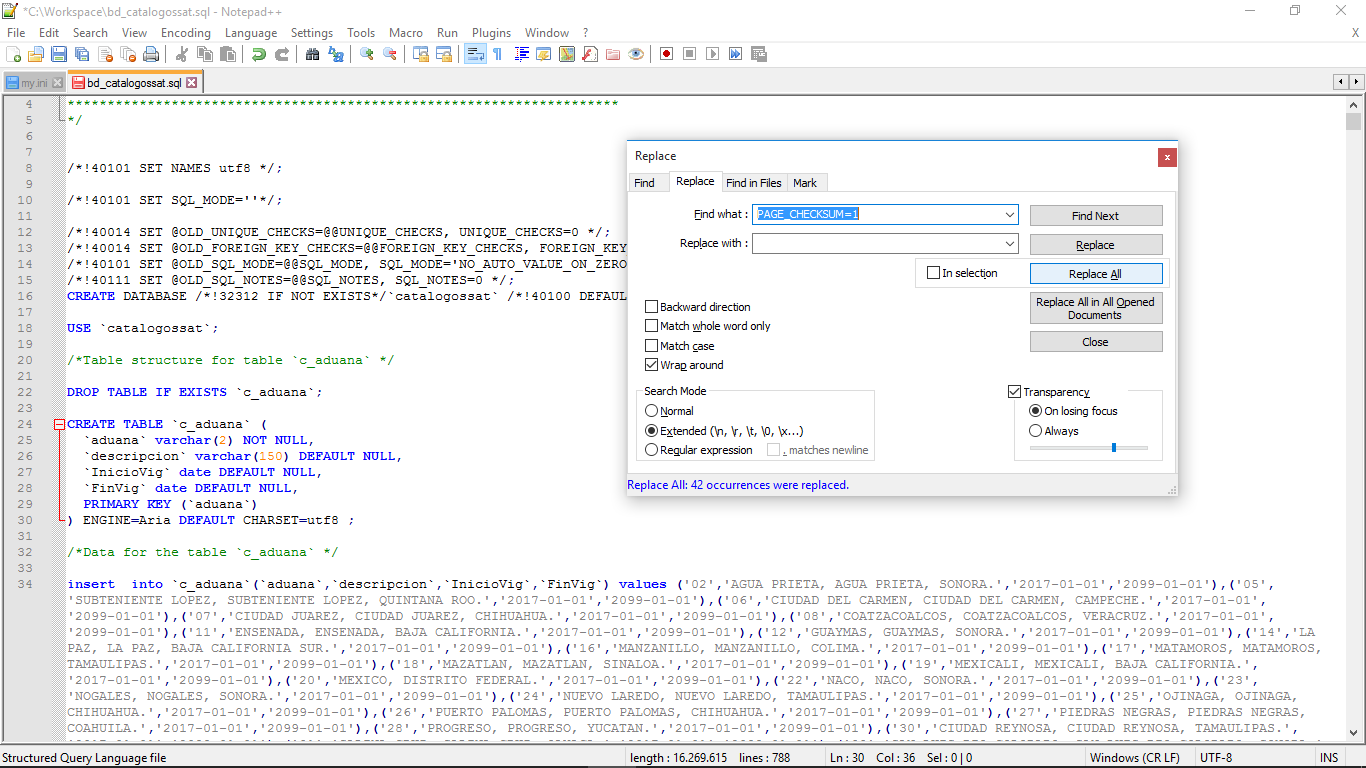 *C:\Workspace\bd_catalogossat.sql - Notepad++
File Edit Search View Encoding Language Settings Tools Macro Run Plugins Window ? X
my.ini bd_catalogossat.sql
4 *********************************************************************
5 */
6
7
8 /*!40101 SET NAMES utf8 */;
9
10 /*!40101 SET SQL_MODE=''*/;
11
12 /*!40014 SET @OLD_UNIQUE_CHECKS=@@UNIQUE_CHECKS, UNIQUE_CHECKS=0 */;
13 /*!40014 SET @OLD_FOREIGN_KEY_CHECKS=@@FOREIGN_KEY_CHECKS, FOREIGN_KEY
14 /*!40101 SET @OLD_SQL_MODE=@@SQL_MODE, SQL_MODE='NO_AUTO_VALUE_ON_ZERO
15 /*!40111 SET @OLD_SQL_NOTES=@@SQL_NOTES, SQL_NOTES=0 */;
16 CREATE DATABASE /*!32312 IF NOT EXISTS*/`catalogossat` /*!40100 DEFAUL
17
18 USE `catalogossat`;
19
20 /*Table structure for table `c_aduana` */
21
22 DROP TABLE IF EXISTS `c_aduana`;
23
24 CREATE TABLE `c_aduana` (
25 `aduana` varchar(2) NOT NULL,
26 `descripcion` varchar(150) DEFAULT NULL,
27 `InicioVig` date DEFAULT NULL,
28 `FinVig` date DEFAULT NULL,
29 PRIMARY KEY (`aduana`)
30 ) ENGINE=Aria DEFAULT CHARSET=utf8 ;
31
32 /*Data for the table `c_aduana` */
33
34 insert into `c_aduana`(`aduana`,`descripcion`,`InicioVig`,`FinVig`) values ('02','AGUA PRIETA, AGUA PRIETA, SONORA.','2017-01-01','2099-01-01'),('05',
'SUBTENIENTE LOPEZ, SUBTENIENTE LOPEZ, QUINTANA ROO.','2017-01-01','2099-01-01'),('06','CIUDAD DEL CARMEN, CIUDAD DEL CARMEN, CAMPECHE.','2017-01-01',
'2099-01-01'),('07','CIUDAD JUAREZ, CIUDAD JUAREZ, CHIHUAHUA.','2017-01-01','2099-01-01'),('08','COATZACOALCOS, COATZACOALCOS, VERACRUZ.','2017-01-01',
'2099-01-01'),('11','ENSENADA, ENSENADA, BAJA CALIFORNIA.','2017-01-01','2099-01-01'),('12','GUAYMAS, GUAYMAS, SONORA.','2017-01-01','2099-01-01'),('14','LA
PAZ, LA PAZ, BAJA CALIFORNIA SUR.','2017-01-01','2099-01-01'),('16','MANZANILLO, MANZANILLO, COLIMA.','2017-01-01','2099-01-01'),('17','MATAMOROS, MATAMOROS,
TAMAULIPAS.','2017-01-01','2099-01-01'),('18','MAZATLAN, MAZATLAN, SINALOA.','2017-01-01','2099-01-01'),('19','MEXICALI, MEXICALI, BAJA CALIFORNIA.',
'2017-01-01','2099-01-01'),('20','MEXICO, DISTRITO FEDERAL.','2017-01-01','2099-01-01'),('22','NACO, NACO, SONORA.','2017-01-01','2099-01-01'),('23',
'NOGALES, NOGALES, SONORA.','2017-01-01','2099-01-01'),('24','NUEVO LAREDO, NUEVO LAREDO, TAMAULIPAS.','2017-01-01','2099-01-01'),('25','OJINAGA, OJINAGA,
CHIHUAHUA.','2017-01-01','2099-01-01'),('26','PUERTO PALOMAS, PUERTO PALOMAS, CHIHUAHUA.','2017-01-01','2099-01-01'),('27','PIEDRAS NEGRAS, PIEDRAS NEGRAS,
COAHUILA.','2017-01-01','2099-01-01'),('28','PROGRESO, PROGRESO, YUCATAN.','2017-01-01','2099-01-01'),('30','CIUDAD REYNOSA, CIUDAD REYNOSA, TAMAULIPAS.',
Replace x
Find Replace Find in Files Mark
Find what : PAGE_CHECKSUM=1 Find Next
Replace with : Replace
In selection Replace All
Replace All in All Opened
Documents
Close
Backward direction
Match whole word only
Match case
Wrap around
Search Mode
Normal
Extended (\n, \r, \t, \0, \x...)
Regular expression . matches newline
Transparency
On losing focus
Always
Replace All: 42 occurrences were replaced.
Structured Query Language file length : 16.269.615 lines : 788 Ln : 30 Col : 36 Sel : 0 | 0 Windows (CR LF) UTF-8 INS